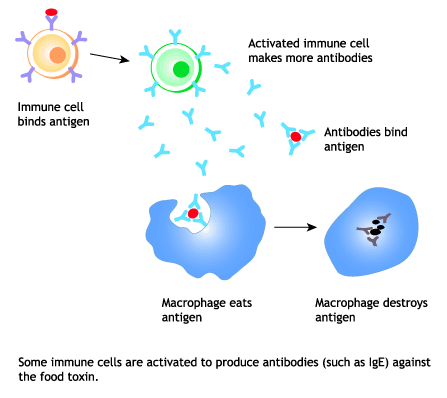 Activated immune cell
makes more antibodies
Immune cell
binds antigen
Antibodies bind
antigen
Macrophage eats
antigen
Macrophage destroys
antigen
Some immune cells are activated to produce antibodies (such as IgE) against
the food toxin.